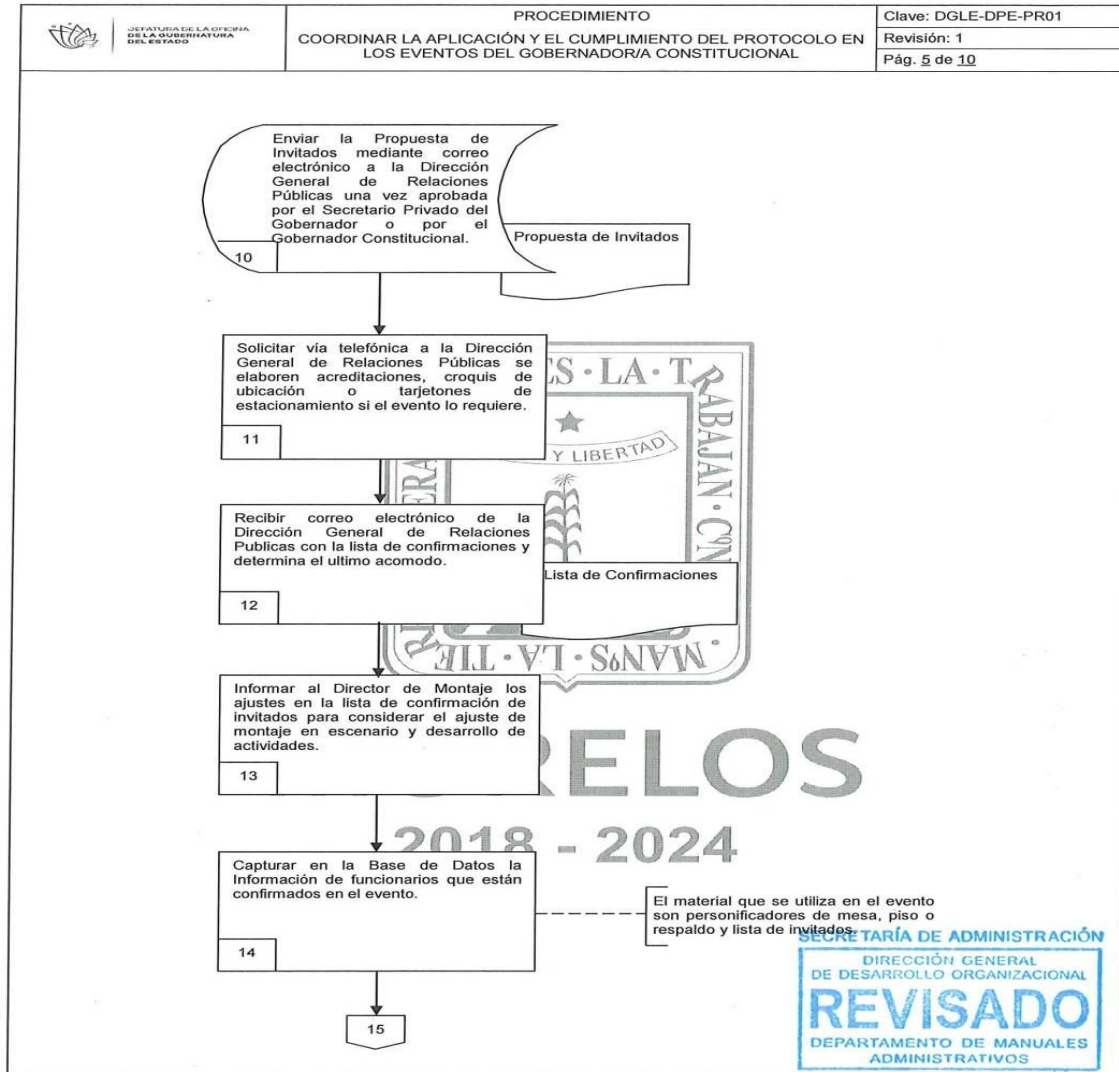 JEFATURA DE LA OFICINA
DE LA GUBERNATURA
DEL ESTADO
PROCEDIMIENTO
COORDINAR LA APLICACIÓN Y EL CUMPLIMIENTO DEL PROTOCOLO EN
LOS EVENTOS DEL GOBERNADOR/A CONSTITUCIONAL
Clave: DGLE-DPE-PR01
Revisión: 1
Pág. 5 de 10
Enviar la Propuesta de
Invitados mediante correo
electrónico a la Dirección
General de Relaciones
Públicas una vez aprobada
por el Secretario Privado del
Gobernador o por el
Gobernador Constitucional.
10
Propuesta de Invitados
Solicitar vía telefónica a la Dirección
General de Relaciones Públicas se
elaboren acreditaciones, croquis de
ubicación o tarjetones de
estacionamiento si el evento lo requiere.
11
ES · LA · TRABAJAN · CON
Y LIBERTAD
Recibir correo electrónico de la
Dirección General de Relaciones
Publicas con la lista de confirmaciones y
determina el ultimo acomodo.
12
Lista de Confirmaciones
MANOS · LA · TIE
Informar al Director de Montaje los
ajustes en la lista de confirmación de
invitados para considerar el ajuste de
montaje en escenario y desarrollo de
actividades.
13
RELOS
2018 - 2024
Capturar en la Base de Datos la
Información de funcionarios que están
confirmados en el evento.
14
El material que se utiliza en el evento
son personificadores de mesa, piso o
respaldo y lista de invitados.
15
SECRETARÍA DE ADMINISTRACIÓN
DIRECCIÓN GENERAL
DE DESARROLLO ORGANIZACIONAL
REVISADO
DEPARTAMENTO DE MANUALES
ADMINISTRATIVOS